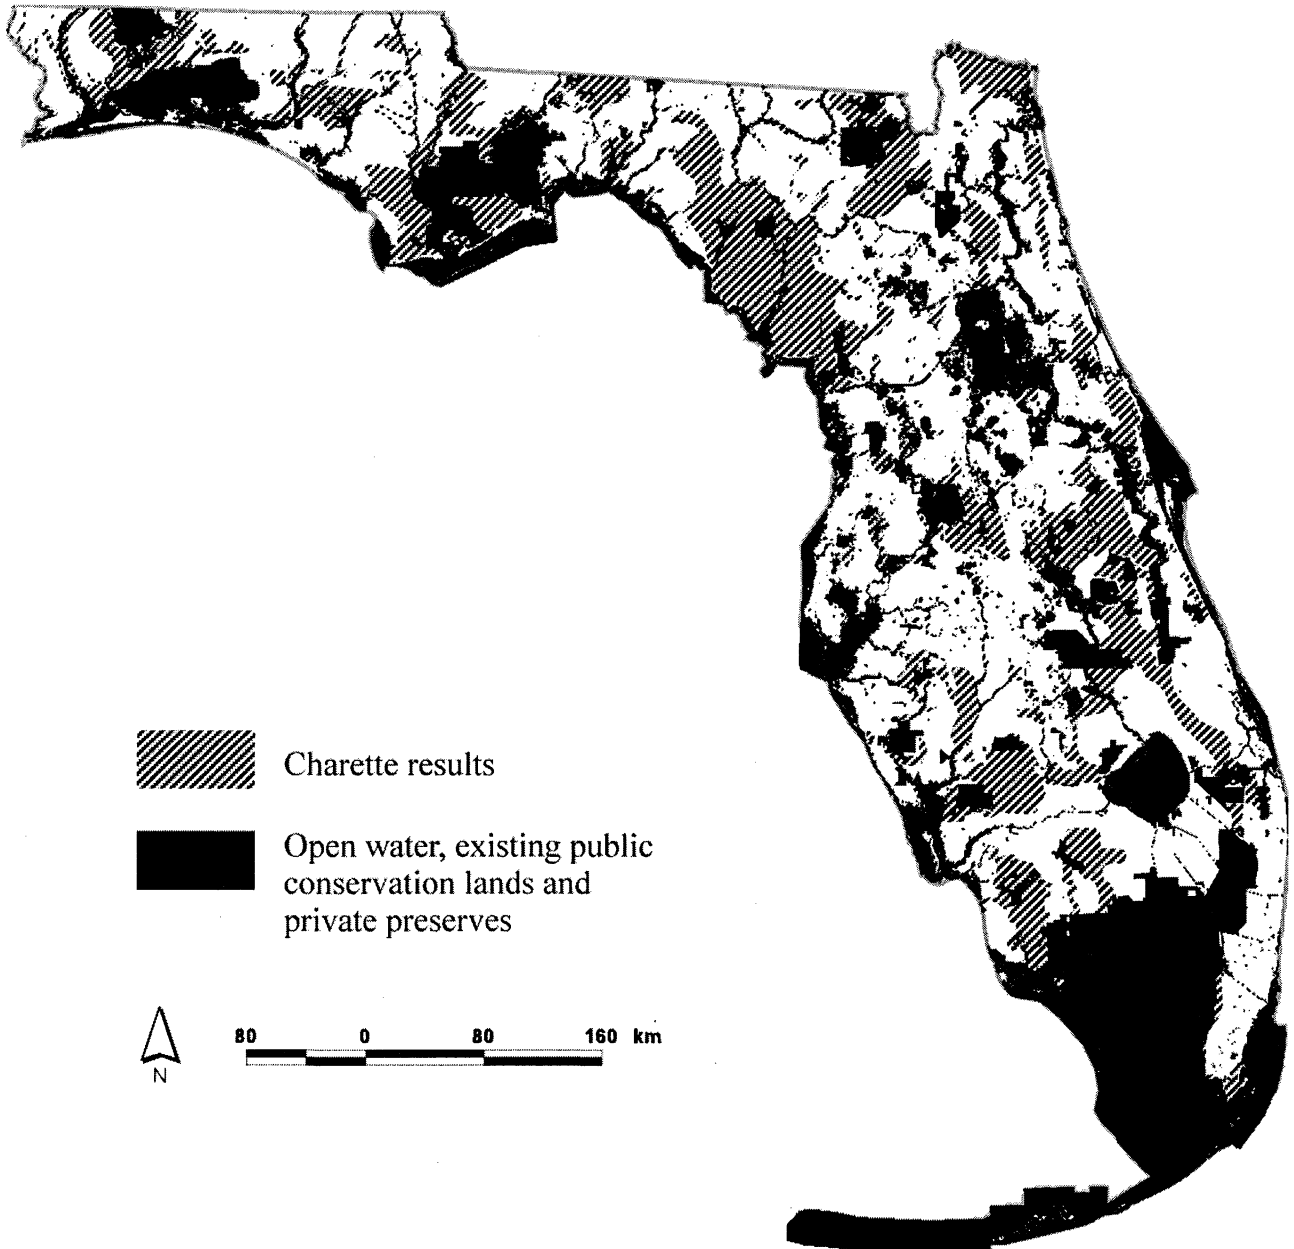 Charette results
Open water, existing public
conservation lands and
private preserves
80 0 80 160 km
N